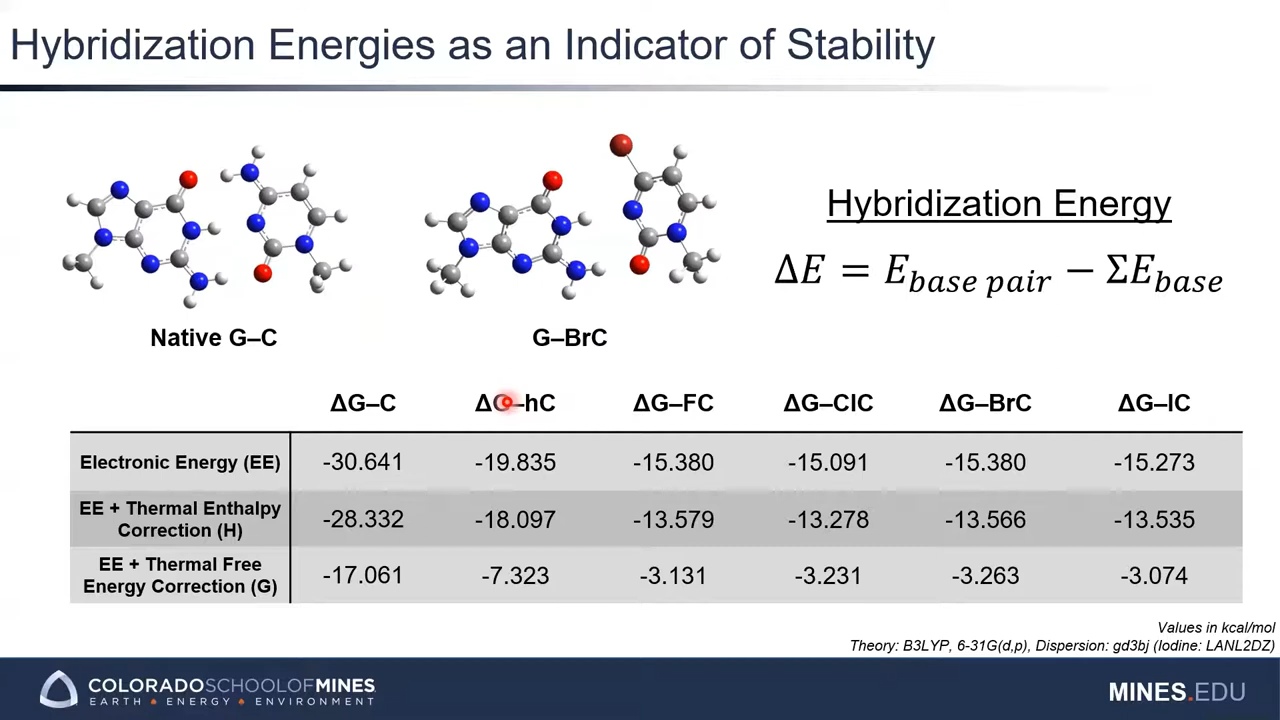 Hybridization Energies as an Indicator of Stability
Native G–C
G–BrC
Hybridization Energy
ΔE = E_base pair − ΣE_base
ΔG–C ΔG–hC ΔG–FC ΔG–ClC ΔG–BrC ΔG–IC
Electronic Energy (EE) -30.641 -19.835 -15.380 -15.091 -15.380 -15.273
EE + Thermal Enthalpy
Correction (H) -28.332 -18.097 -13.579 -13.278 -13.566 -13.535
EE + Thermal Free
Energy Correction (G) -17.061 -7.323 -3.131 -3.231 -3.263 -3.074
Values in kcal/mol
Theory: B3LYP, 6-31G(d,p), Dispersion: gd3bj (Iodine: LANL2DZ)
COLORADOSCHOOLOFMINES
EARTH • ENERGY • ENVIRONMENT
MINES.EDU